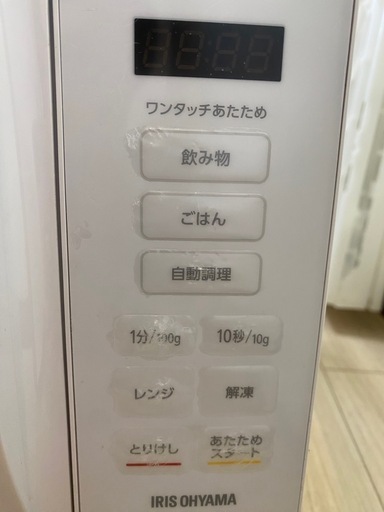 ワンタッチあたため
飲み物
ごはん
自動調理
1分/100g
10秒/10g
レンジ
解凍
とりけし
あたため
スタート
IRIS OHYAMA